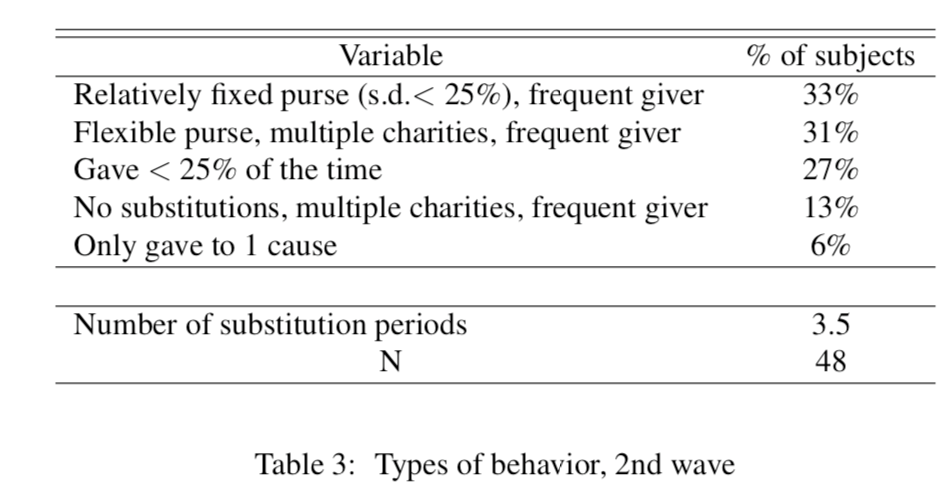 Variable % of subjects
Relatively fixed purse (s.d.< 25%), frequent giver 33%
Flexible purse, multiple charities, frequent giver 31%
Gave < 25% of the time 27%
No substitutions, multiple charities, frequent giver 13%
Only gave to 1 cause 6%
Number of substitution periods 3.5
N 48
Table 3: Types of behavior, 2nd wave